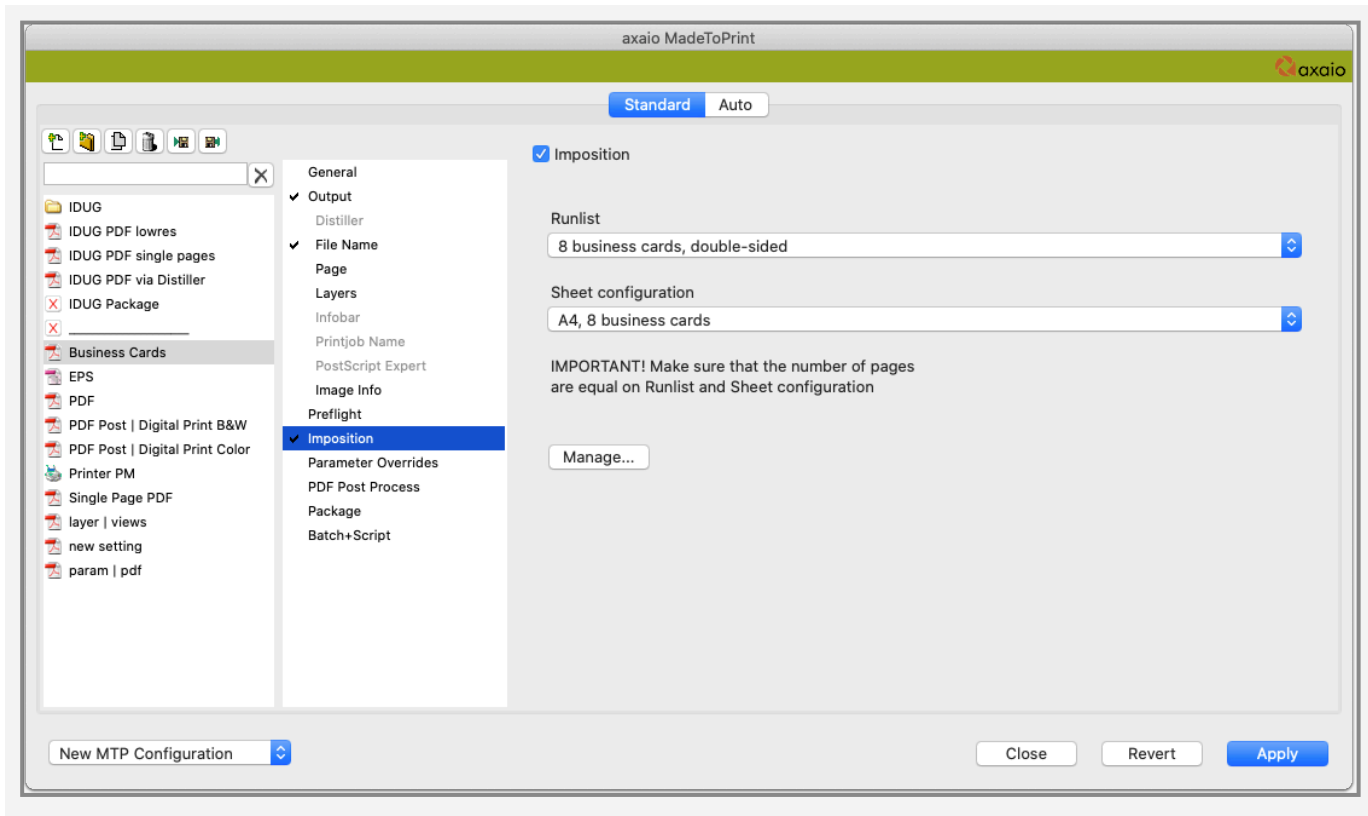 axaio MadeToPrint
axaio
Standard
Auto
IDUG
IDUG PDF lowres
IDUG PDF single pages
IDUG PDF via Distiller
IDUG Package
_________________
Business Cards
EPS
PDF
PDF Post | Digital Print B&W
PDF Post | Digital Print Color
Printer PM
Single Page PDF
layer | views
new setting
param | pdf
General
Output
Distiller
File Name
Page
Layers
Infobar
Printjob Name
PostScript Expert
Image Info
Preflight
Imposition
Parameter Overrides
PDF Post Process
Package
Batch+Script
Imposition
Runlist
8 business cards, double-sided
Sheet configuration
A4, 8 business cards
IMPORTANT! Make sure that the number of pages
are equal on Runlist and Sheet configuration
Manage...
New MTP Configuration
Close
Revert
Apply